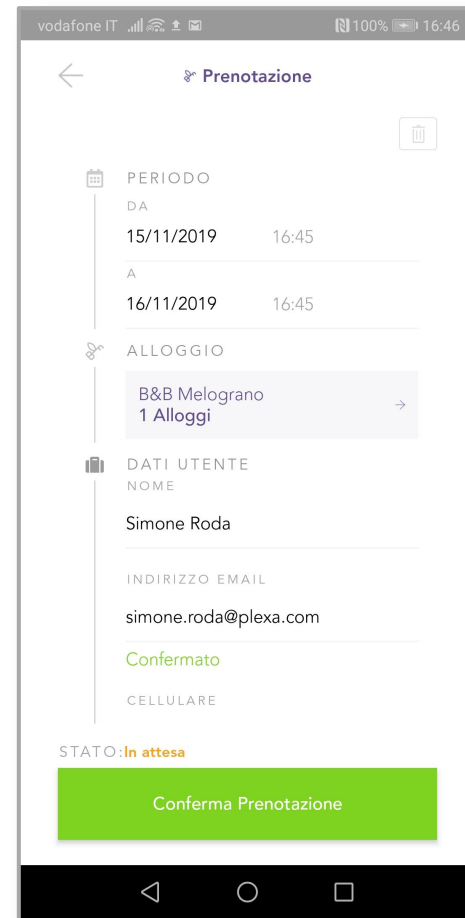 vodafone IT 100% 16:46
Prenotazione
PERIODO
DA
15/11/2019 16:45
A
16/11/2019 16:45
ALLOGGIO
B&B Melograno
1 Alloggi
DATI UTENTE
NOME
Simone Roda
INDIRIZZO EMAIL
simone.roda@plexa.com
Confermato
CELLULARE
STATO:In attesa
Conferma Prenotazione